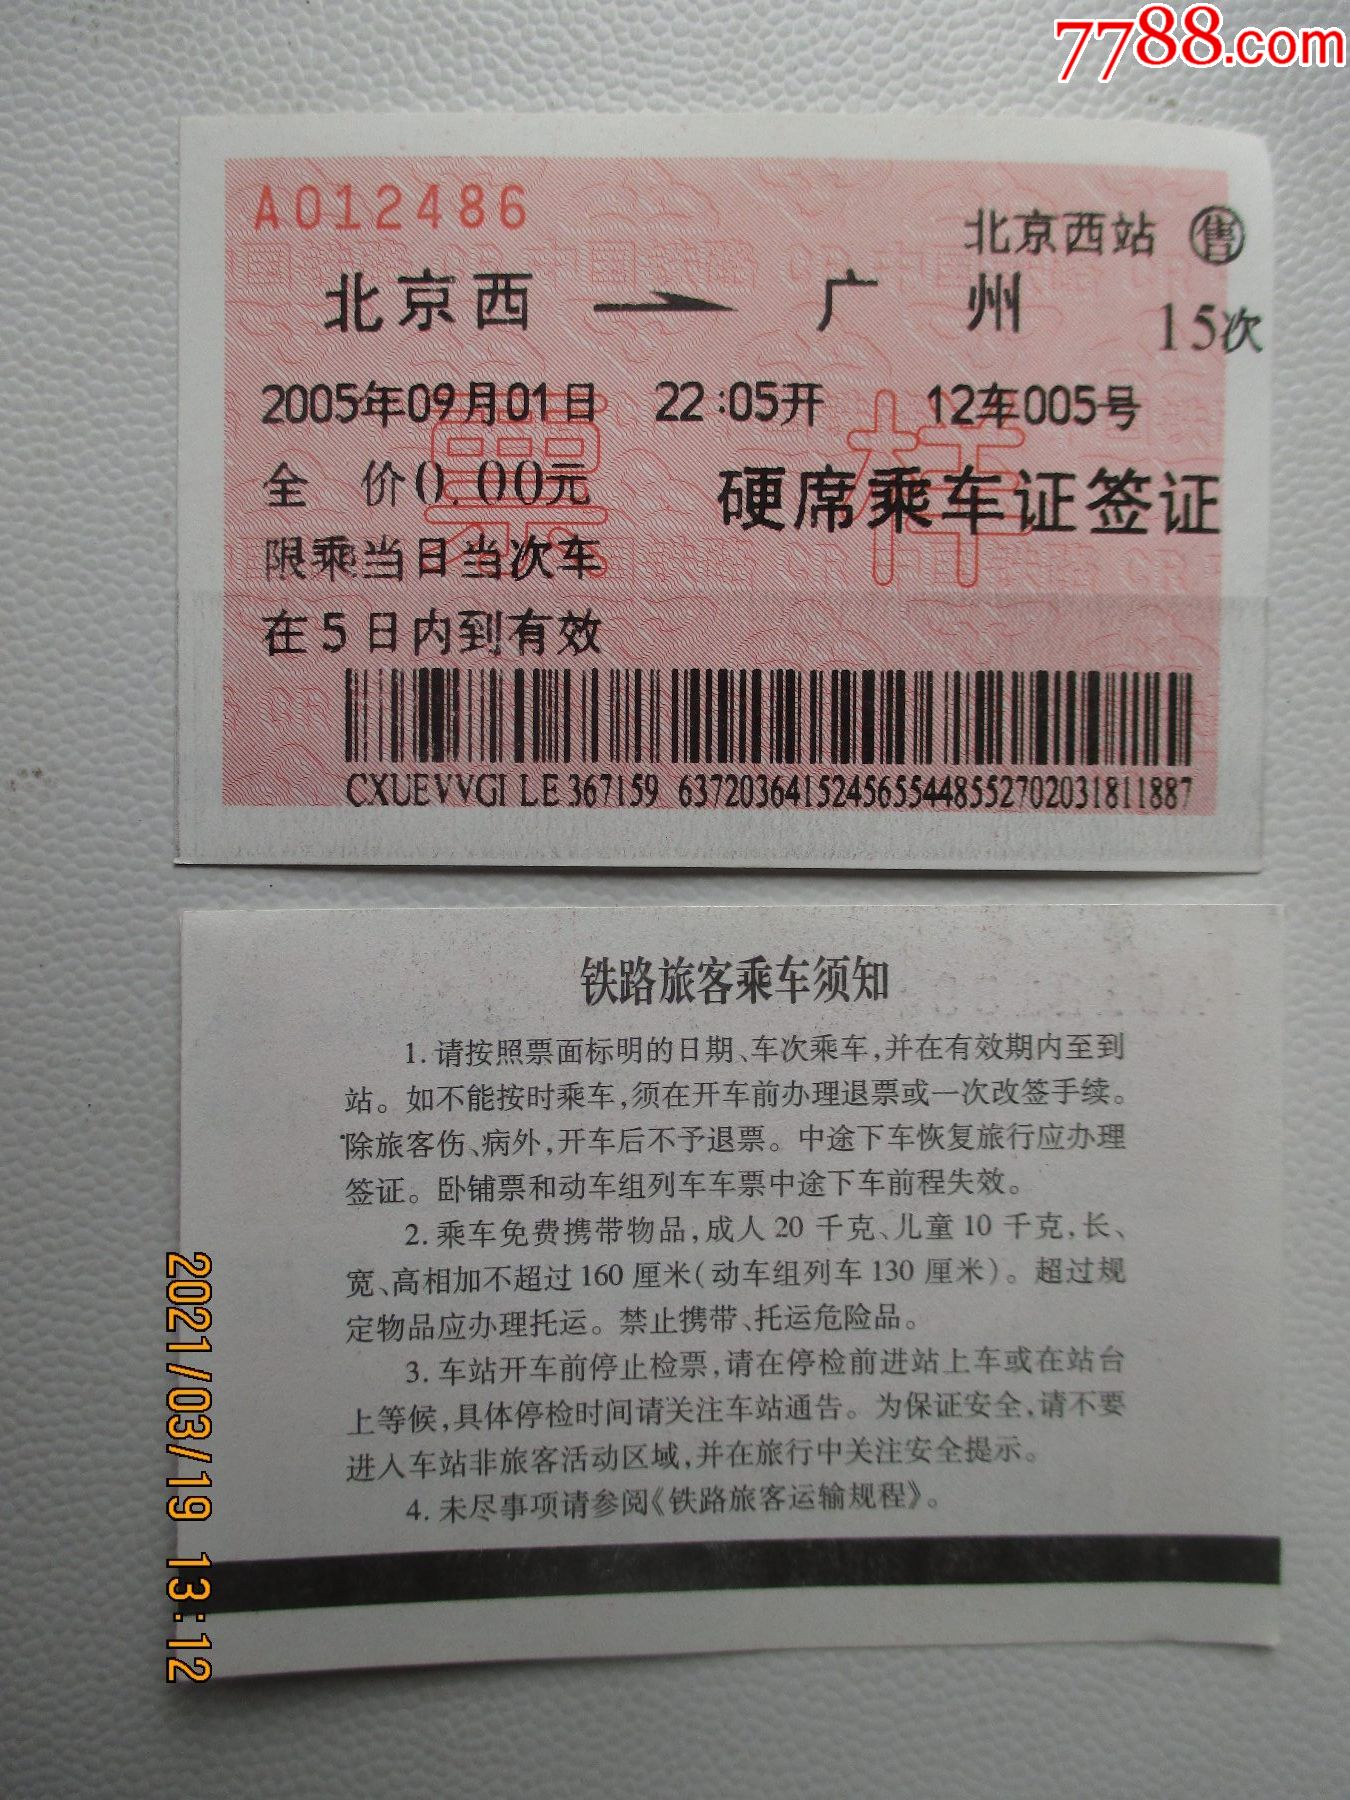 7788.com
A012486
北京西站 售
北京西 → 广 州 15次
2005年09月01日 22:05开 12车005号
全 价0.00元 硬席乘车证签证
票样
限乘当日当次车
在5日内到有效
CXUEVVGILE367159 637203641524565544855270203181​1887
铁路旅客乘车须知
1. 请按照票面标明的日期、车次乘车，并在有效期内至到
站。如不能按时乘车，须在开车前办理退票或一次改签手续。
除旅客伤、病外，开车后不予退票。中途下车恢复旅行应办理
签证。卧铺票和动车组列车车票中途下车前程失效。
2. 乘车免费携带物品，成人20千克、儿童10千克，长、
宽、高相加不超过160厘米（动车组列车130厘米）。超过规
定物品应办理托运。禁止携带、托运危险品。
3. 车站开车前停止检票，请在停检前进站上车或在站台
上等候，具体停检时间请关注车站通告。为保证安全，请不要
进入车站非旅客活动区域，并在旅行中关注安全提示。
4. 未尽事项请参阅《铁路旅客运输规程》。
2021/03/19 13:12